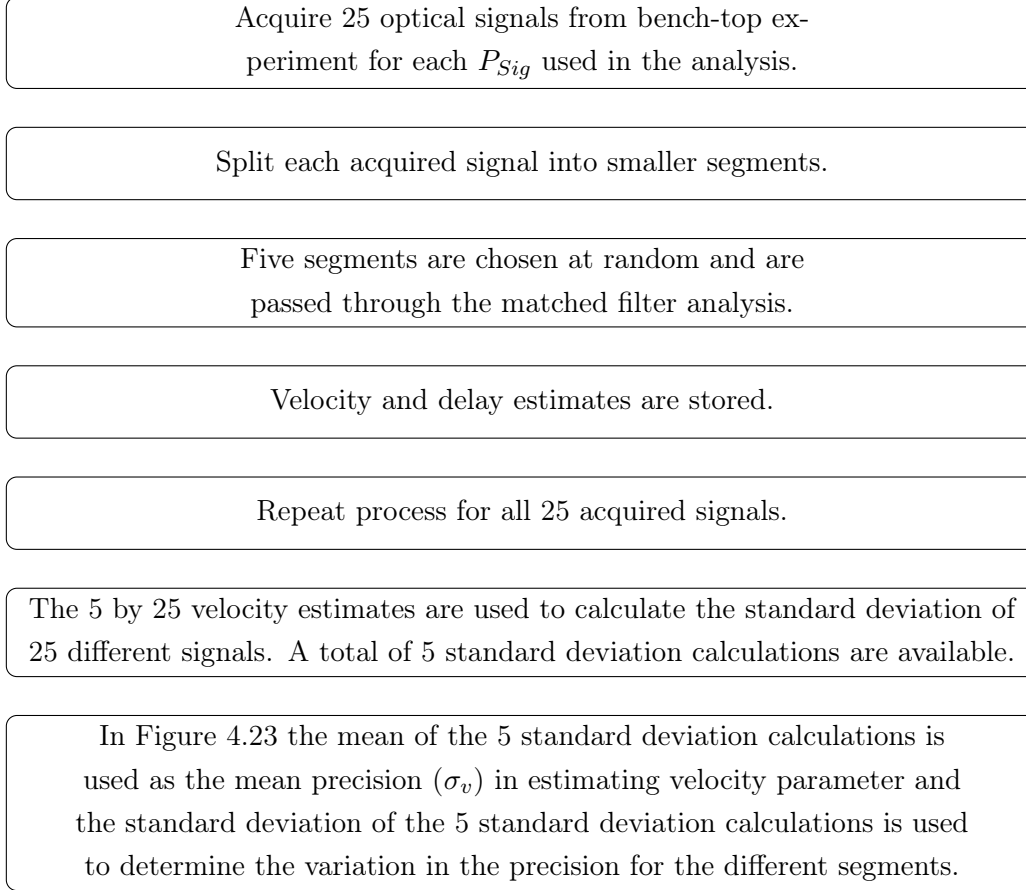 Acquire 25 optical signals from bench-top ex-
periment for each $P_{Sig}$ used in the analysis.
Split each acquired signal into smaller segments.
Five segments are chosen at random and are
passed through the matched filter analysis.
Velocity and delay estimates are stored.
Repeat process for all 25 acquired signals.
The 5 by 25 velocity estimates are used to calculate the standard deviation of
25 different signals. A total of 5 standard deviation calculations are available.
In Figure 4.23 the mean of the 5 standard deviation calculations is
used as the mean precision ($\sigma_v$) in estimating velocity parameter and
the standard deviation of the 5 standard deviation calculations is used
to determine the variation in the precision for the different segments.